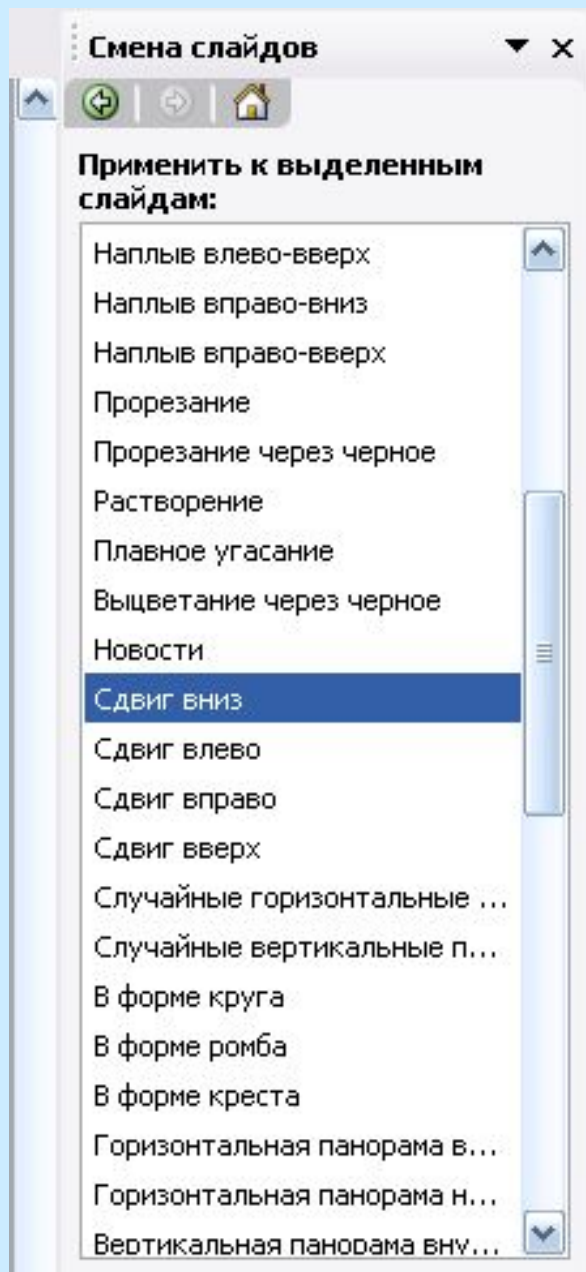 Смена слайдов
Применить к выделенным
слайдам:
Наплыв влево-вверх
Наплыв вправо-вниз
Наплыв вправо-вверх
Прорезание
Прорезание через черное
Растворение
Плавное угасание
Выцветание через черное
Новости
Сдвиг вниз
Сдвиг влево
Сдвиг вправо
Сдвиг вверх
Случайные горизонтальные ...
Случайные вертикальные п...
В форме круга
В форме ромба
В форме креста
Горизонтальная панорама в...
Горизонтальная панорама н...
Вертикальная панорама вну...